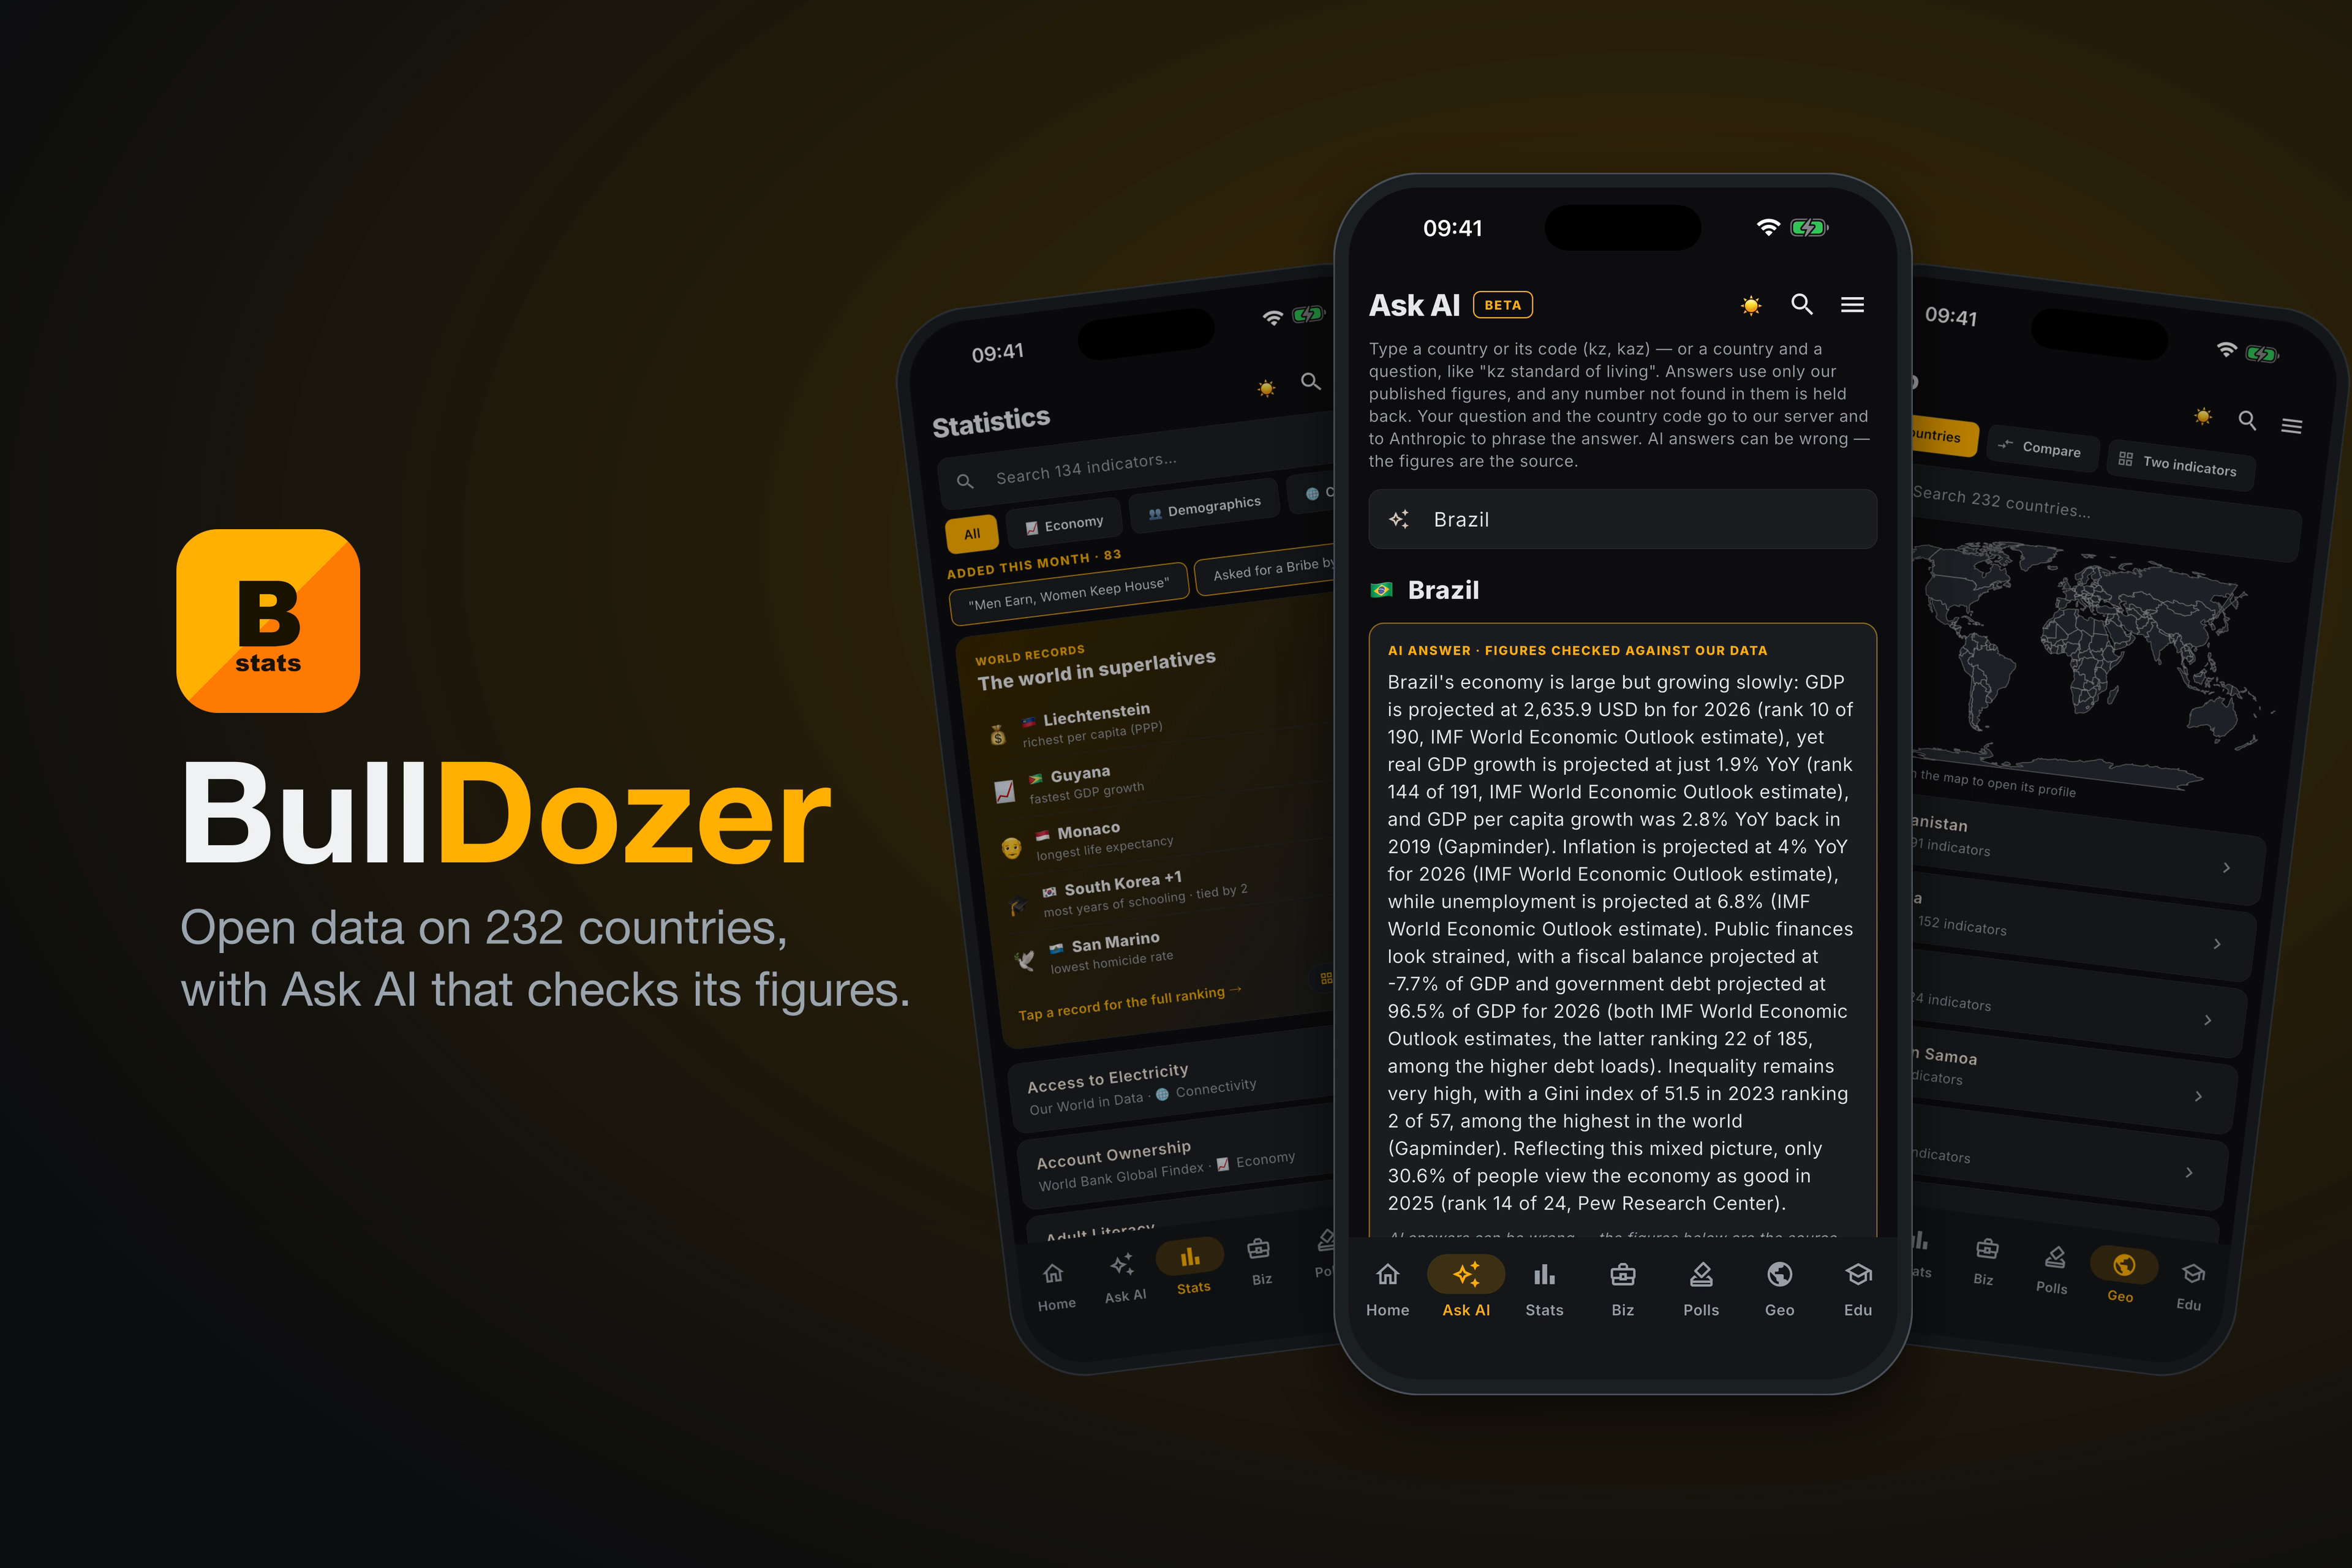 B
stats
BullDozer
Open data on 232 countries,
with Ask AI that checks its figures.
09:41
Statistics
Search 134 indicators...
All
Economy
Demographics
ADDED THIS MONTH · 83
"Men Earn, Women Keep House"
Asked for a Bribe by
WORLD RECORDS
The world in superlatives
Liechtenstein
richest per capita (PPP)
Guyana
fastest GDP growth
Monaco
longest life expectancy
South Korea +1
most years of schooling · tied by 2
San Marino
lowest homicide rate
Tap a record for the full ranking →
Access to Electricity
Our World in Data · Connectivity
Account Ownership
World Bank Global Findex · Economy
Adult Literacy
Home
Ask AI
Stats
Biz
09:41
Ask AI BETA
Type a country or its code (kz, kaz) — or a country and a
question, like "kz standard of living". Answers use only our
published figures, and any number not found in them is held
back. Your question and the country code go to our server and
to Anthropic to phrase the answer. AI answers can be wrong —
the figures are the source.
Brazil
Brazil
AI ANSWER · FIGURES CHECKED AGAINST OUR DATA
Brazil's economy is large but growing slowly: GDP
is projected at 2,635.9 USD bn for 2026 (rank 10 of
190, IMF World Economic Outlook estimate), yet
real GDP growth is projected at just 1.9% YoY (rank
144 of 191, IMF World Economic Outlook estimate),
and GDP per capita growth was 2.8% YoY back in
2019 (Gapminder). Inflation is projected at 4% YoY
for 2026 (IMF World Economic Outlook estimate),
while unemployment is projected at 6.8% (IMF
World Economic Outlook estimate). Public finances
look strained, with a fiscal balance projected at
-7.7% of GDP and government debt projected at
96.5% of GDP for 2026 (both IMF World Economic
Outlook estimates, the latter ranking 22 of 185,
among the higher debt loads). Inequality remains
very high, with a Gini index of 51.5 in 2023 ranking
2 of 57, among the highest in the world
(Gapminder). Reflecting this mixed picture, only
30.6% of people view the economy as good in
2025 (rank 14 of 24, Pew Research Center).
AI answers can be wrong — the figures below are the source.
Home
Ask AI
Stats
Biz
Polls
Geo
Edu
09:41
Compare
Two indicators
Search 232 countries...
the map to open its profile
91 indicators
152 indicators
24 indicators
Samoa
Biz
Polls
Geo
Edu